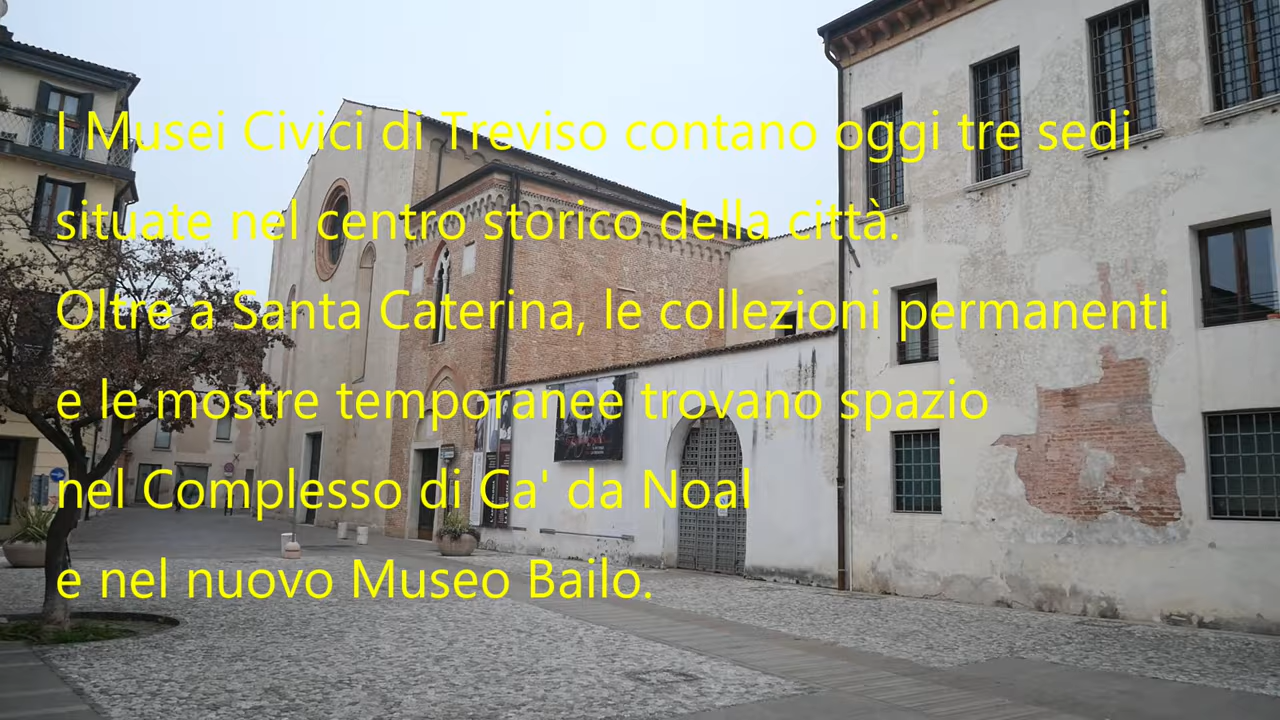 I Musei Civici di Treviso contano oggi tre sedi
situate nel centro storico della città.
Oltre a Santa Caterina, le collezioni permanenti
e le mostre temporanee trovano spazio
nel Complesso di Ca' da Noal
e nel nuovo Museo Bailo.